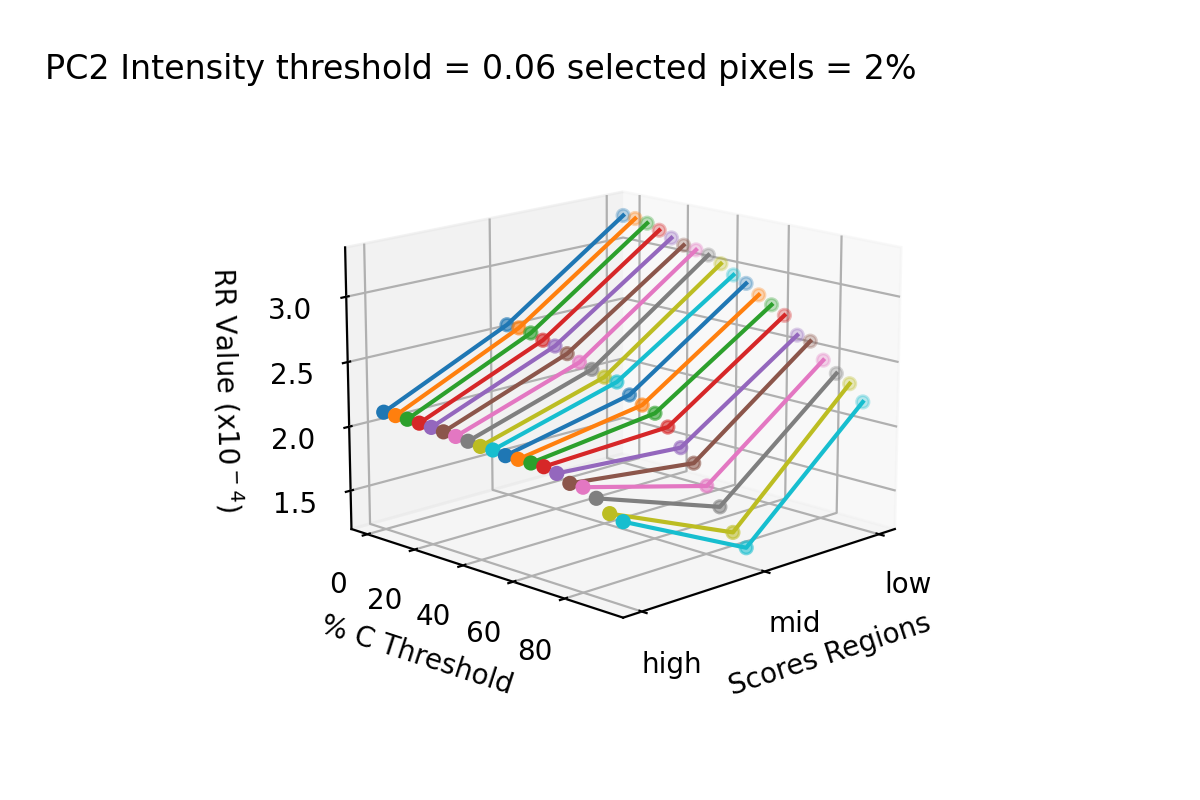 PC2 Intensity threshold = 0.06 selected pixels = 2%
RR Value (x10⁻⁴)
3.0
2.5
2.0
1.5
0
20
40
60
80
% C Threshold
high
mid
low
Scores Regions